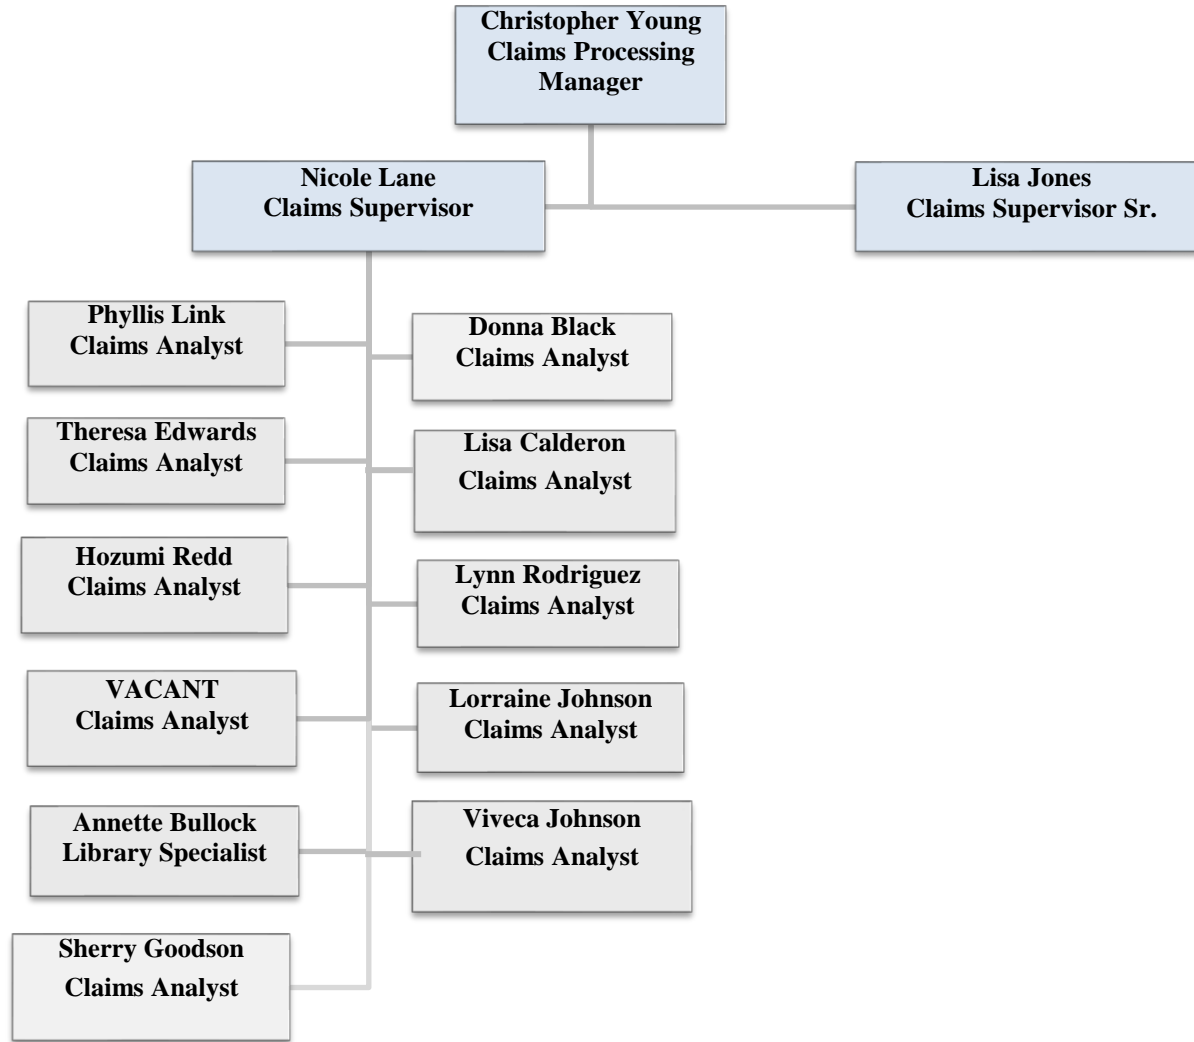 Christopher Young
Claims Processing
Manager
Nicole Lane
Claims Supervisor
Lisa Jones
Claims Supervisor Sr.
Phyllis Link
Claims Analyst
Donna Black
Claims Analyst
Theresa Edwards
Claims Analyst
Lisa Calderon
Claims Analyst
Hozumi Redd
Claims Analyst
Lynn Rodriguez
Claims Analyst
VACANT
Claims Analyst
Lorraine Johnson
Claims Analyst
Annette Bullock
Library Specialist
Viveca Johnson
Claims Analyst
Sherry Goodson
Claims Analyst